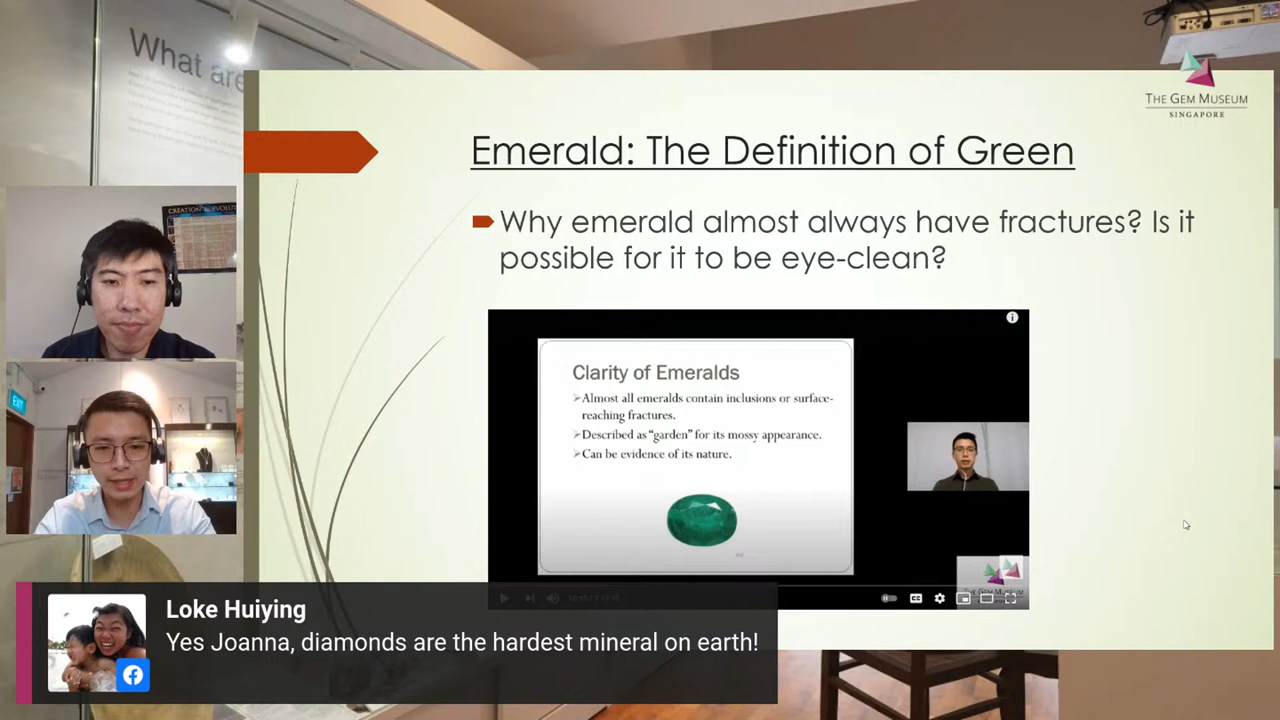 What are
THE GEM MUSEUM
SINGAPORE
Emerald: The Definition of Green
Why emerald almost always have fractures? Is it
possible for it to be eye-clean?
EXIT
Clarity of Emeralds
Almost all emeralds contain inclusions or surface-
reaching fractures.
Described as “garden” for its mossy appearance.
Can be evidence of its nature.
CC
Loke Huiying
Yes Joanna, diamonds are the hardest mineral on earth!